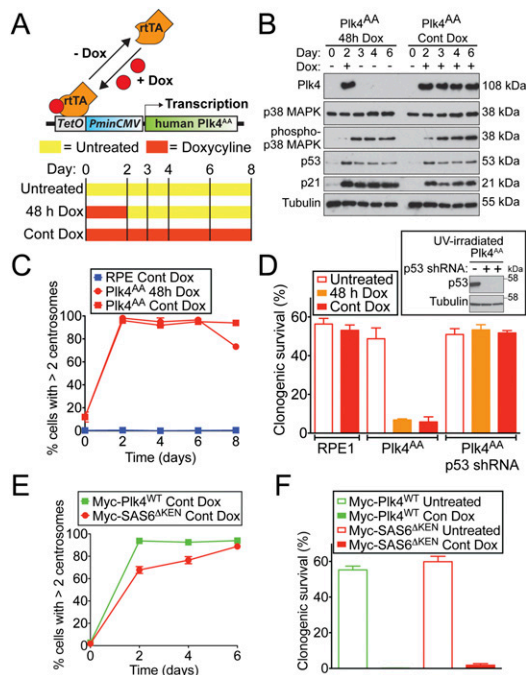 A
rtTA
- Dox
+ Dox
rtTA
Transcription
TetO PminCMV human Plk4AA
= Untreated = Doxycyline
Day: 0 2 3 4 6 8
Untreated
48 h Dox
Cont Dox
B
Plk4AA 48h Dox
Plk4AA Cont Dox
Day: 0 2 3 4 6 0 2 3 4 6
Dox: - + - - - - + + + +
Plk4 108 kDa
p38 MAPK 38 kDa
phospho-p38 MAPK 38 kDa
p53 53 kDa
p21 21 kDa
Tubulin 55 kDa
C
RPE Cont Dox
Plk4AA 48h Dox
Plk4AA Cont Dox
% cells with > 2 centrosomes
100
80
60
40
20
0
0 2 4 6 8
Time (days)
D
Untreated
48 h Dox
Cont Dox
UV-irradiated
Plk4AA
p53 shRNA: - + + kDa
p53 58
Tubulin 58
Clonogenic survival (%)
60
40
20
0
RPE1 Plk4AA Plk4AA
p53 shRNA
E
Myc-Plk4WT Cont Dox
Myc-SAS6ΔKEN Cont Dox
% cells with > 2 centrosomes
100
80
60
40
20
0
0 2 4 6
Time (days)
F
Myc-Plk4WT Untreated
Myc-Plk4WT Con Dox
Myc-SAS6ΔKEN Untreated
Myc-SAS6ΔKEN Cont Dox
Clonogenic survival (%)
60
40
20
0